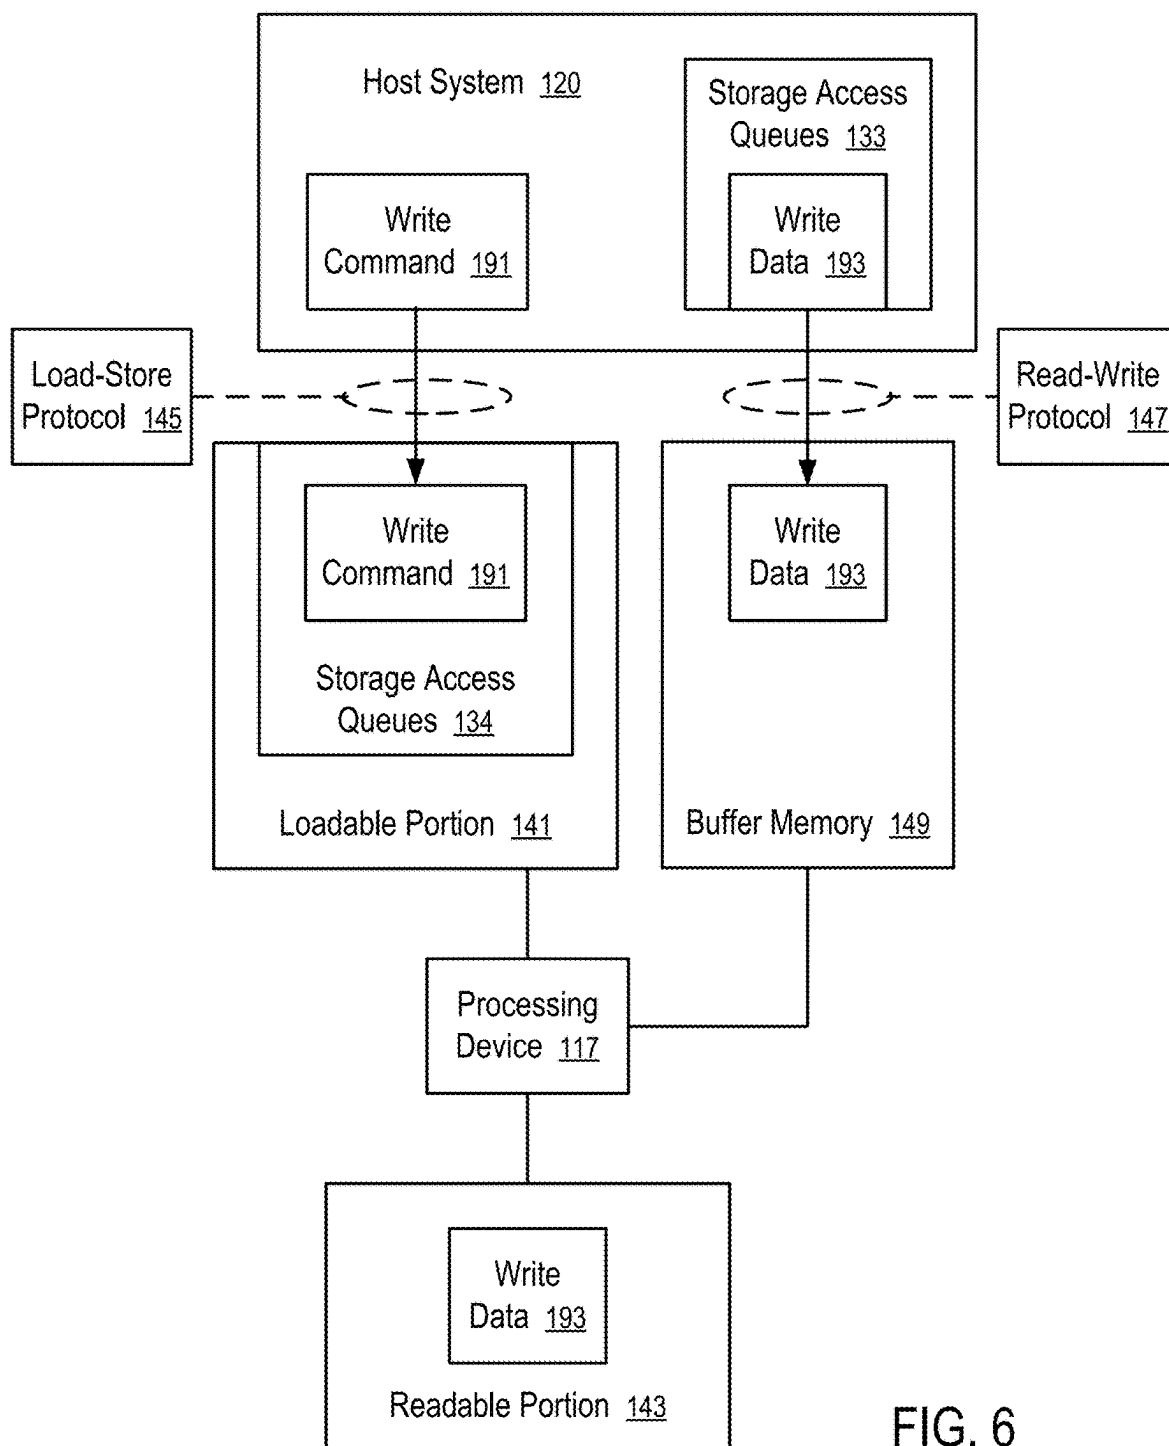 Host System 120
Storage Access
Queues 133
Write
Command 191
Write
Data 193
Load-Store
Protocol 145
Read-Write
Protocol 147
Write
Command 191
Storage Access
Queues 134
Loadable Portion 141
Write
Data 193
Buffer Memory 149
Processing
Device 117
Write
Data 193
Readable Portion 143
FIG. 6